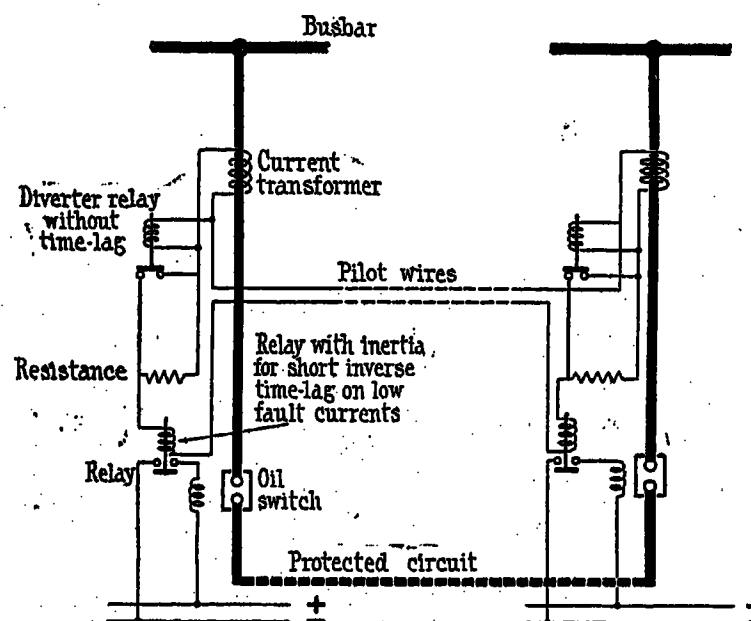 Busbar
Current
transformer
Diverter relay
without
time-lag
Pilot wires
Resistance
Relay with inertia
for short inverse
time-lag on low
fault currents
Relay
Oil
switch
Protected circuit
+
−